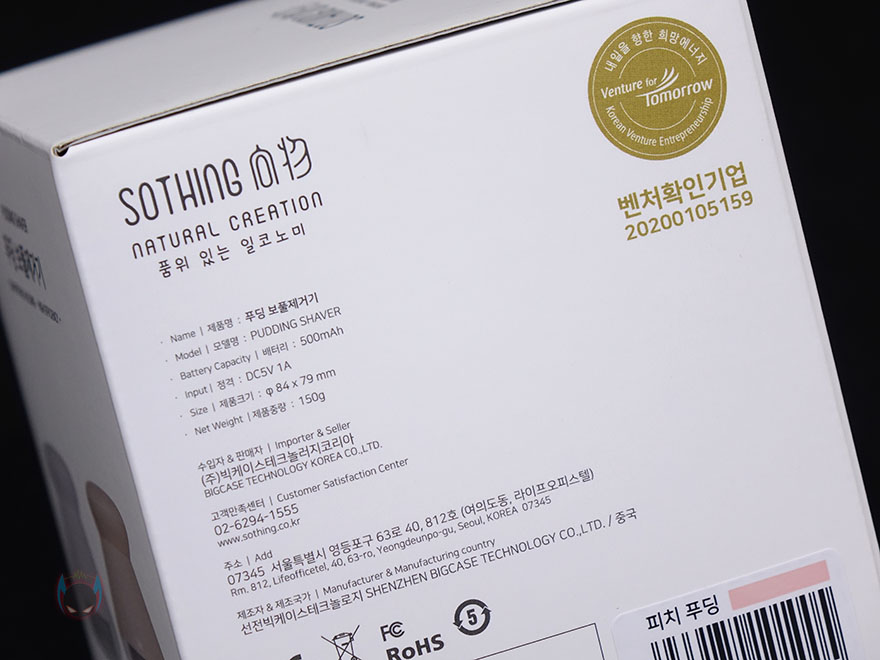 내일을 향한 희망에너지
Venture for
Tomorrow
Korean Venture Entrepreneurship
벤처확인기업
20200105159
SOTHING 向物
NATURAL CREATION
품위 있는 일코노미
· Name | 제품명 : 푸딩 보풀제거기
· Model | 모델명 : PUDDING SHAVER
· Battery Capacity | 배터리 : 500mAh
· Input | 정격 : DC5V 1A
· Size | 제품크기 : φ 84 x 79 mm
· Net Weight | 제품중량 : 150g
수입자 & 판매자 | Importer & Seller
(주)빅케이스테크놀러지코리아
BIGCASE TECHNOLOGY KOREA CO.,LTD.
고객만족센터 | Customer Satisfaction Center
02-6294-1555
www.sothing.co.kr
주소 | Add
07345 서울특별시 영등포구 63로 40, 812호 (여의도동, 라이프오피스텔)
Rm. 812, Lifeofficetel, 40, 63-ro, Yeongdeunpo-gu, Seoul, KOREA 07345
제조자 & 제조국가 | Manufacturer & Manufacturing country
선전빅케이스테크놀로지 SHENZHEN BIGCASE TECHNOLOGY CO.,LTD. / 중국
FC
RoHS
5
피치 푸딩